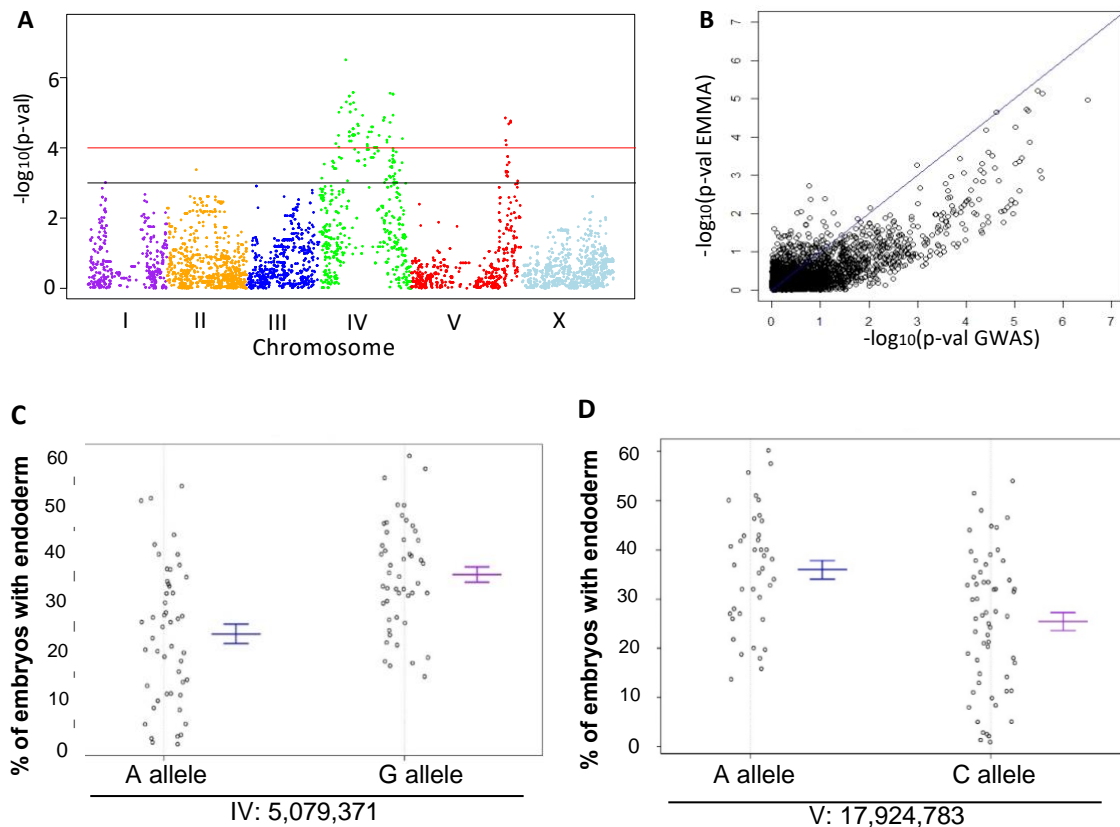 A
-log10(p-val)
6
4
2
0
I II III IV V X
Chromosome
B
-log10(p-val EMMA)
7
6
5
4
3
2
1
0
0 1 2 3 4 5 6 7
-log10(p-val GWAS)
C
% of embryos with endoderm
60
50
40
30
20
10
0
A allele G allele
IV: 5,079,371
D
% of embryos with endoderm
60
50
40
30
20
10
0
A allele C allele
V: 17,924,783